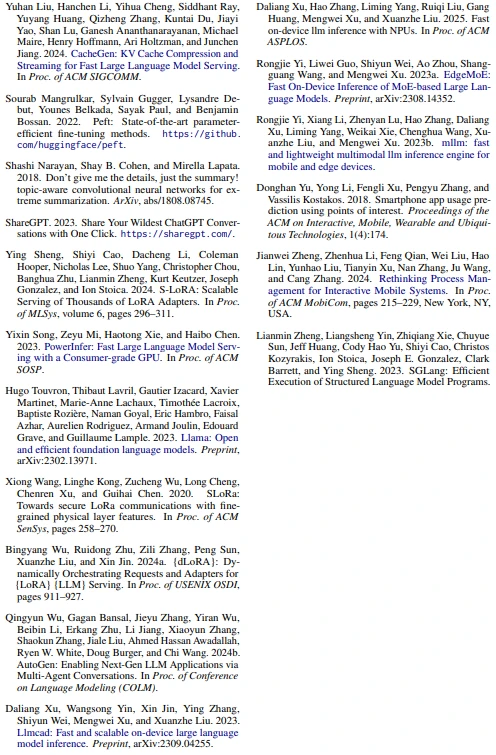 Yuhan Liu, Hanchen Li, Yihua Cheng, Siddhant Ray,
Yuyang Huang, Qizheng Zhang, Kuntai Du, Jiayi
Yao, Shan Lu, Ganesh Ananthanarayanan, Michael
Maire, Henry Hoffmann, Ari Holtzman, and Junchen
Jiang. 2024. CacheGen: KV Cache Compression and
Streaming for Fast Large Language Model Serving.
In Proc. of ACM SIGCOMM.
Sourab Mangrulkar, Sylvain Gugger, Lysandre De-
but, Younes Belkada, Sayak Paul, and Benjamin
Bossan. 2022. Peft: State-of-the-art parameter-
efficient fine-tuning methods. https://github.
com/huggingface/peft.
Shashi Narayan, Shay B. Cohen, and Mirella Lapata.
2018. Don't give me the details, just the summary!
topic-aware convolutional neural networks for ex-
treme summarization. ArXiv, abs/1808.08745.
ShareGPT. 2023. Share Your Wildest ChatGPT Conver-
sations with One Click. https://sharegpt.com/.
Ying Sheng, Shiyi Cao, Dacheng Li, Coleman
Hooper, Nicholas Lee, Shuo Yang, Christopher Chou,
Banghua Zhu, Lianmin Zheng, Kurt Keutzer, Joseph
Gonzalez, and Ion Stoica. 2024. S-LoRA: Scalable
Serving of Thousands of LoRA Adapters. In Proc.
of MLSys, volume 6, pages 296–311.
Yixin Song, Zeyu Mi, Haotong Xie, and Haibo Chen.
2023. PowerInfer: Fast Large Language Model Serv-
ing with a Consumer-grade GPU. In Proc. of ACM
SOSP.
Hugo Touvron, Thibaut Lavril, Gautier Izacard, Xavier
Martinet, Marie-Anne Lachaux, Timothée Lacroix,
Baptiste Rozière, Naman Goyal, Eric Hambro, Faisal
Azhar, Aurelien Rodriguez, Armand Joulin, Edouard
Grave, and Guillaume Lample. 2023. Llama: Open
and efficient foundation language models. Preprint,
arXiv:2302.13971.
Xiong Wang, Linghe Kong, Zucheng Wu, Long Cheng,
Chenren Xu, and Guihai Chen. 2020. SLoRa:
Towards secure LoRa communications with fine-
grained physical layer features. In Proc. of ACM
SenSys, pages 258–270.
Bingyang Wu, Ruidong Zhu, Zili Zhang, Peng Sun,
Xuanzhe Liu, and Xin Jin. 2024a. {dLoRA}: Dy-
namically Orchestrating Requests and Adapters for
{LoRA} {LLM} Serving. In Proc. of USENIX OSDI,
pages 911–927.
Qingyun Wu, Gagan Bansal, Jieyu Zhang, Yiran Wu,
Beibin Li, Erkang Zhu, Li Jiang, Xiaoyun Zhang,
Shaokun Zhang, Jiale Liu, Ahmed Hassan Awadallah,
Ryen W. White, Doug Burger, and Chi Wang. 2024b.
AutoGen: Enabling Next-Gen LLM Applications via
Multi-Agent Conversations. In Proc. of Conference
on Language Modeling (COLM).
Daliang Xu, Wangsong Yin, Xin Jin, Ying Zhang,
Shiyun Wei, Mengwei Xu, and Xuanzhe Liu. 2023.
Llmcad: Fast and scalable on-device large language
model inference. Preprint, arXiv:2309.04255.
Daliang Xu, Hao Zhang, Liming Yang, Ruiqi Liu, Gang
Huang, Mengwei Xu, and Xuanzhe Liu. 2025. Fast
on-device llm inference with NPUs. In Proc. of ACM
ASPLOS.
Rongjie Yi, Liwei Guo, Shiyun Wei, Ao Zhou, Shang-
guang Wang, and Mengwei Xu. 2023a. EdgeMoE:
Fast On-Device Inference of MoE-based Large Lan-
guage Models. Preprint, arXiv:2308.14352.
Rongjie Yi, Xiang Li, Zhenyan Lu, Hao Zhang, Daliang
Xu, Liming Yang, Weikai Xie, Chenghua Wang, Xu-
anzhe Liu, and Mengwei Xu. 2023b. mllm: fast
and lightweight multimodal llm inference engine for
mobile and edge devices.
Donghan Yu, Yong Li, Fengli Xu, Pengyu Zhang, and
Vassilis Kostakos. 2018. Smartphone app usage pre-
diction using points of interest. Proceedings of the
ACM on Interactive, Mobile, Wearable and Ubiqui-
tous Technologies, 1(4):174.
Jianwei Zheng, Zhenhua Li, Feng Qian, Wei Liu, Hao
Lin, Yunhao Liu, Tianyin Xu, Nan Zhang, Ju Wang,
and Cang Zhang. 2024. Rethinking Process Man-
agement for Interactive Mobile Systems. In Proc.
of ACM MobiCom, pages 215–229, New York, NY,
USA.
Lianmin Zheng, Liangsheng Yin, Zhiqiang Xie, Chuyue
Sun, Jeff Huang, Cody Hao Yu, Shiyi Cao, Christos
Kozyrakis, Ion Stoica, Joseph E. Gonzalez, Clark
Barrett, and Ying Sheng. 2023. SGLang: Efficient
Execution of Structured Language Model Programs.